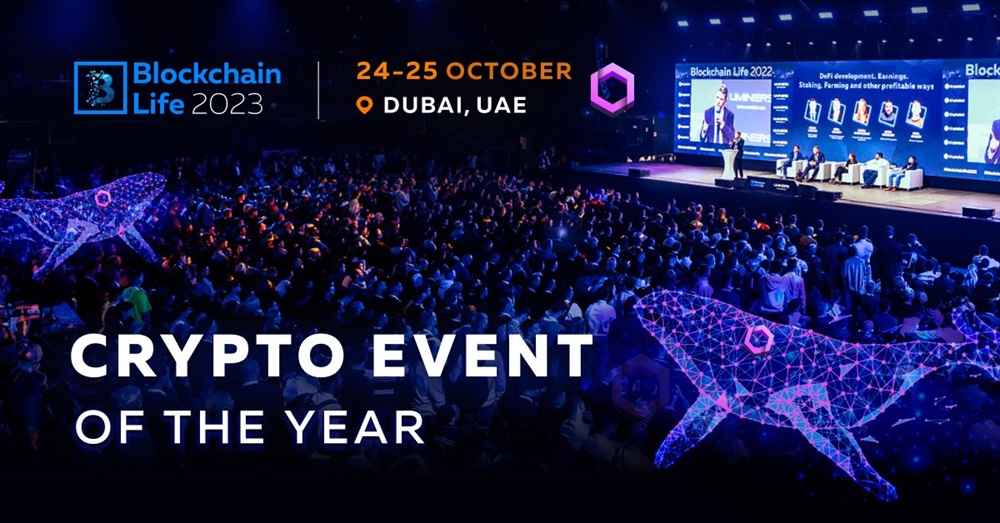 Blockchain
Life 2023
24-25 OCTOBER
DUBAI, UAE
Blockchain Life 2022
DeFi development. Earnings.
Staking, Farming and other profitable ways
UMINERS
CRYPTO EVENT
OF THE YEAR